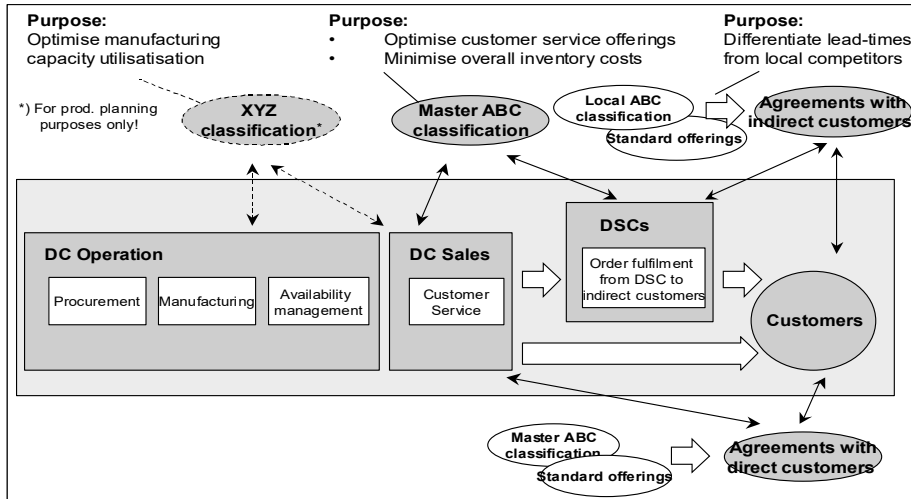 Purpose:
Optimise manufacturing
capacity utilisation
Purpose:
• Optimise customer service offerings
• Minimise overall inventory costs
Purpose:
Differentiate lead-times
from local competitors
*) For prod. planning
purposes only!
XYZ
classification*
Master ABC
classification
Local ABC
classification
Standard offerings
Agreements with
indirect customers
DC Operation
Procurement
Manufacturing
Availability
management
DC Sales
Customer
Service
DSCs
Order fulfilment
from DSC to
indirect customers
Customers
Master ABC
classification
Standard offerings
Agreements with
direct customers